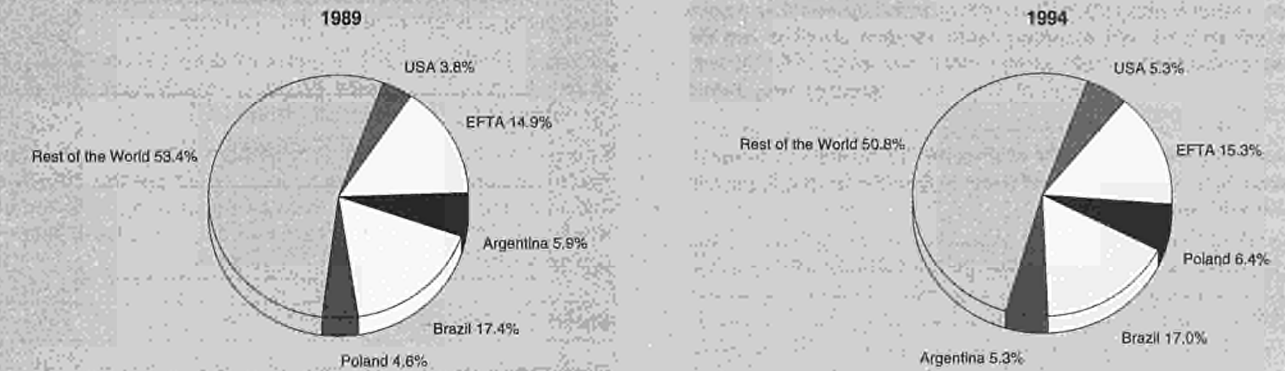 1989
USA 3.8%
EFTA 14.9%
Rest of the World 53.4%
Argentina 5.9%
Brazil 17.4%
Poland 4.6%
1994
USA 5.3%
Rest of the World 50.8%
EFTA 15.3%
Poland 6.4%
Brazil 17.0%
Argentina 5.3%